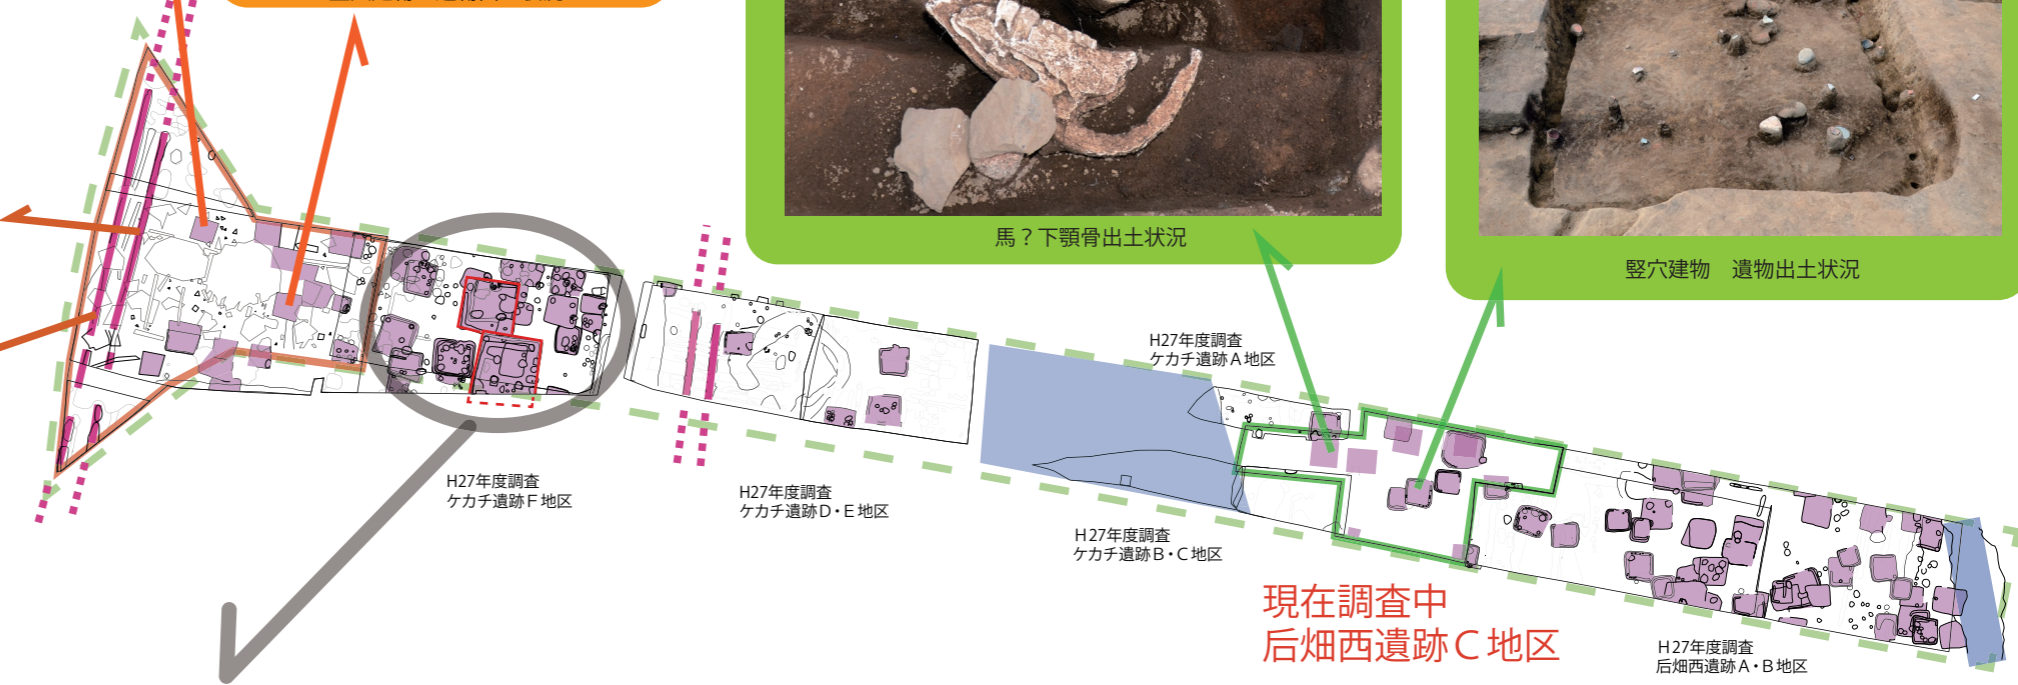 馬？下顎骨出土状況
竪穴建物　遺物出土状況
H27年度調査
ケカチ遺跡Ａ地区
H27年度調査
ケカチ遺跡Ｆ地区
H27年度調査
ケカチ遺跡Ｄ・Ｅ地区
Ｈ27年度調査
ケカチ遺跡Ｂ・Ｃ地区
現在調査中
后畑西遺跡Ｃ地区
Ｈ27年度調査
后畑西遺跡Ａ・Ｂ地区